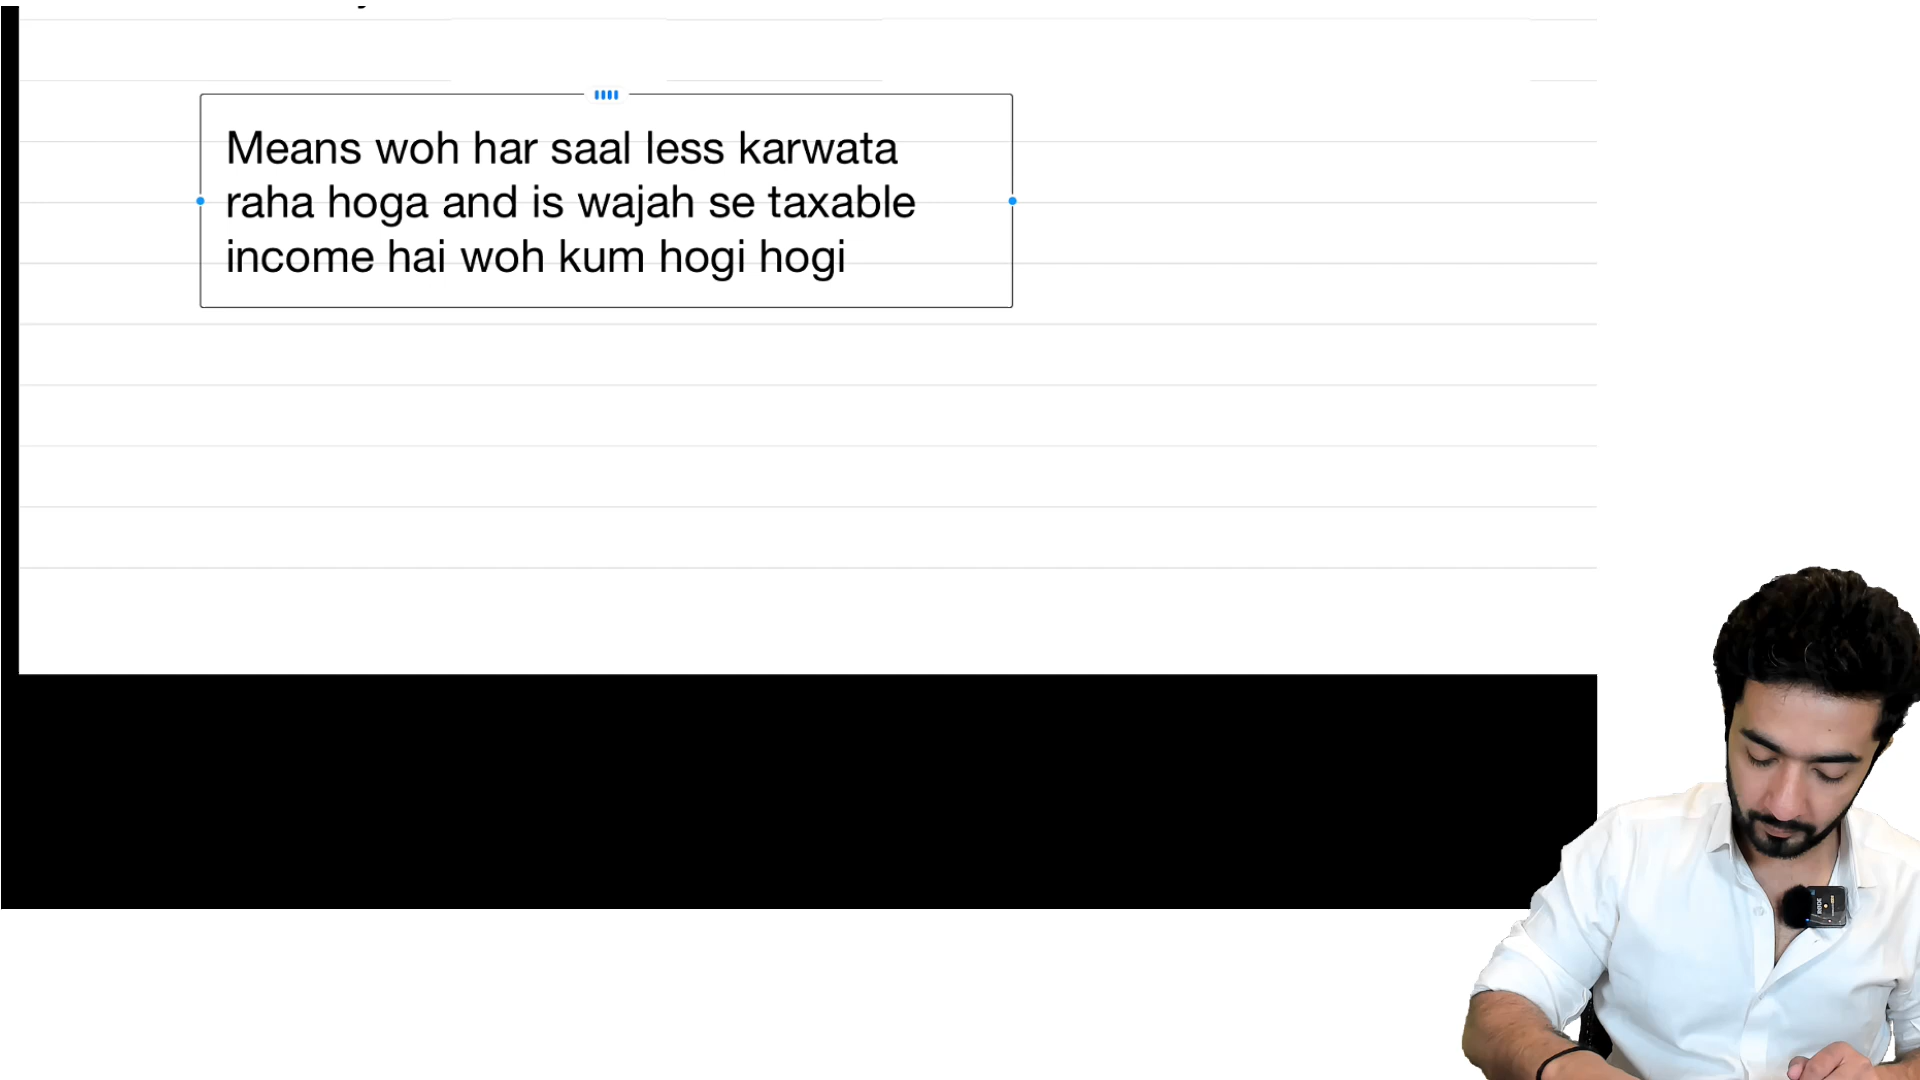 Means woh har saal less karwata
raha hoga and is wajah se taxable
income hai woh kum hogi hogi